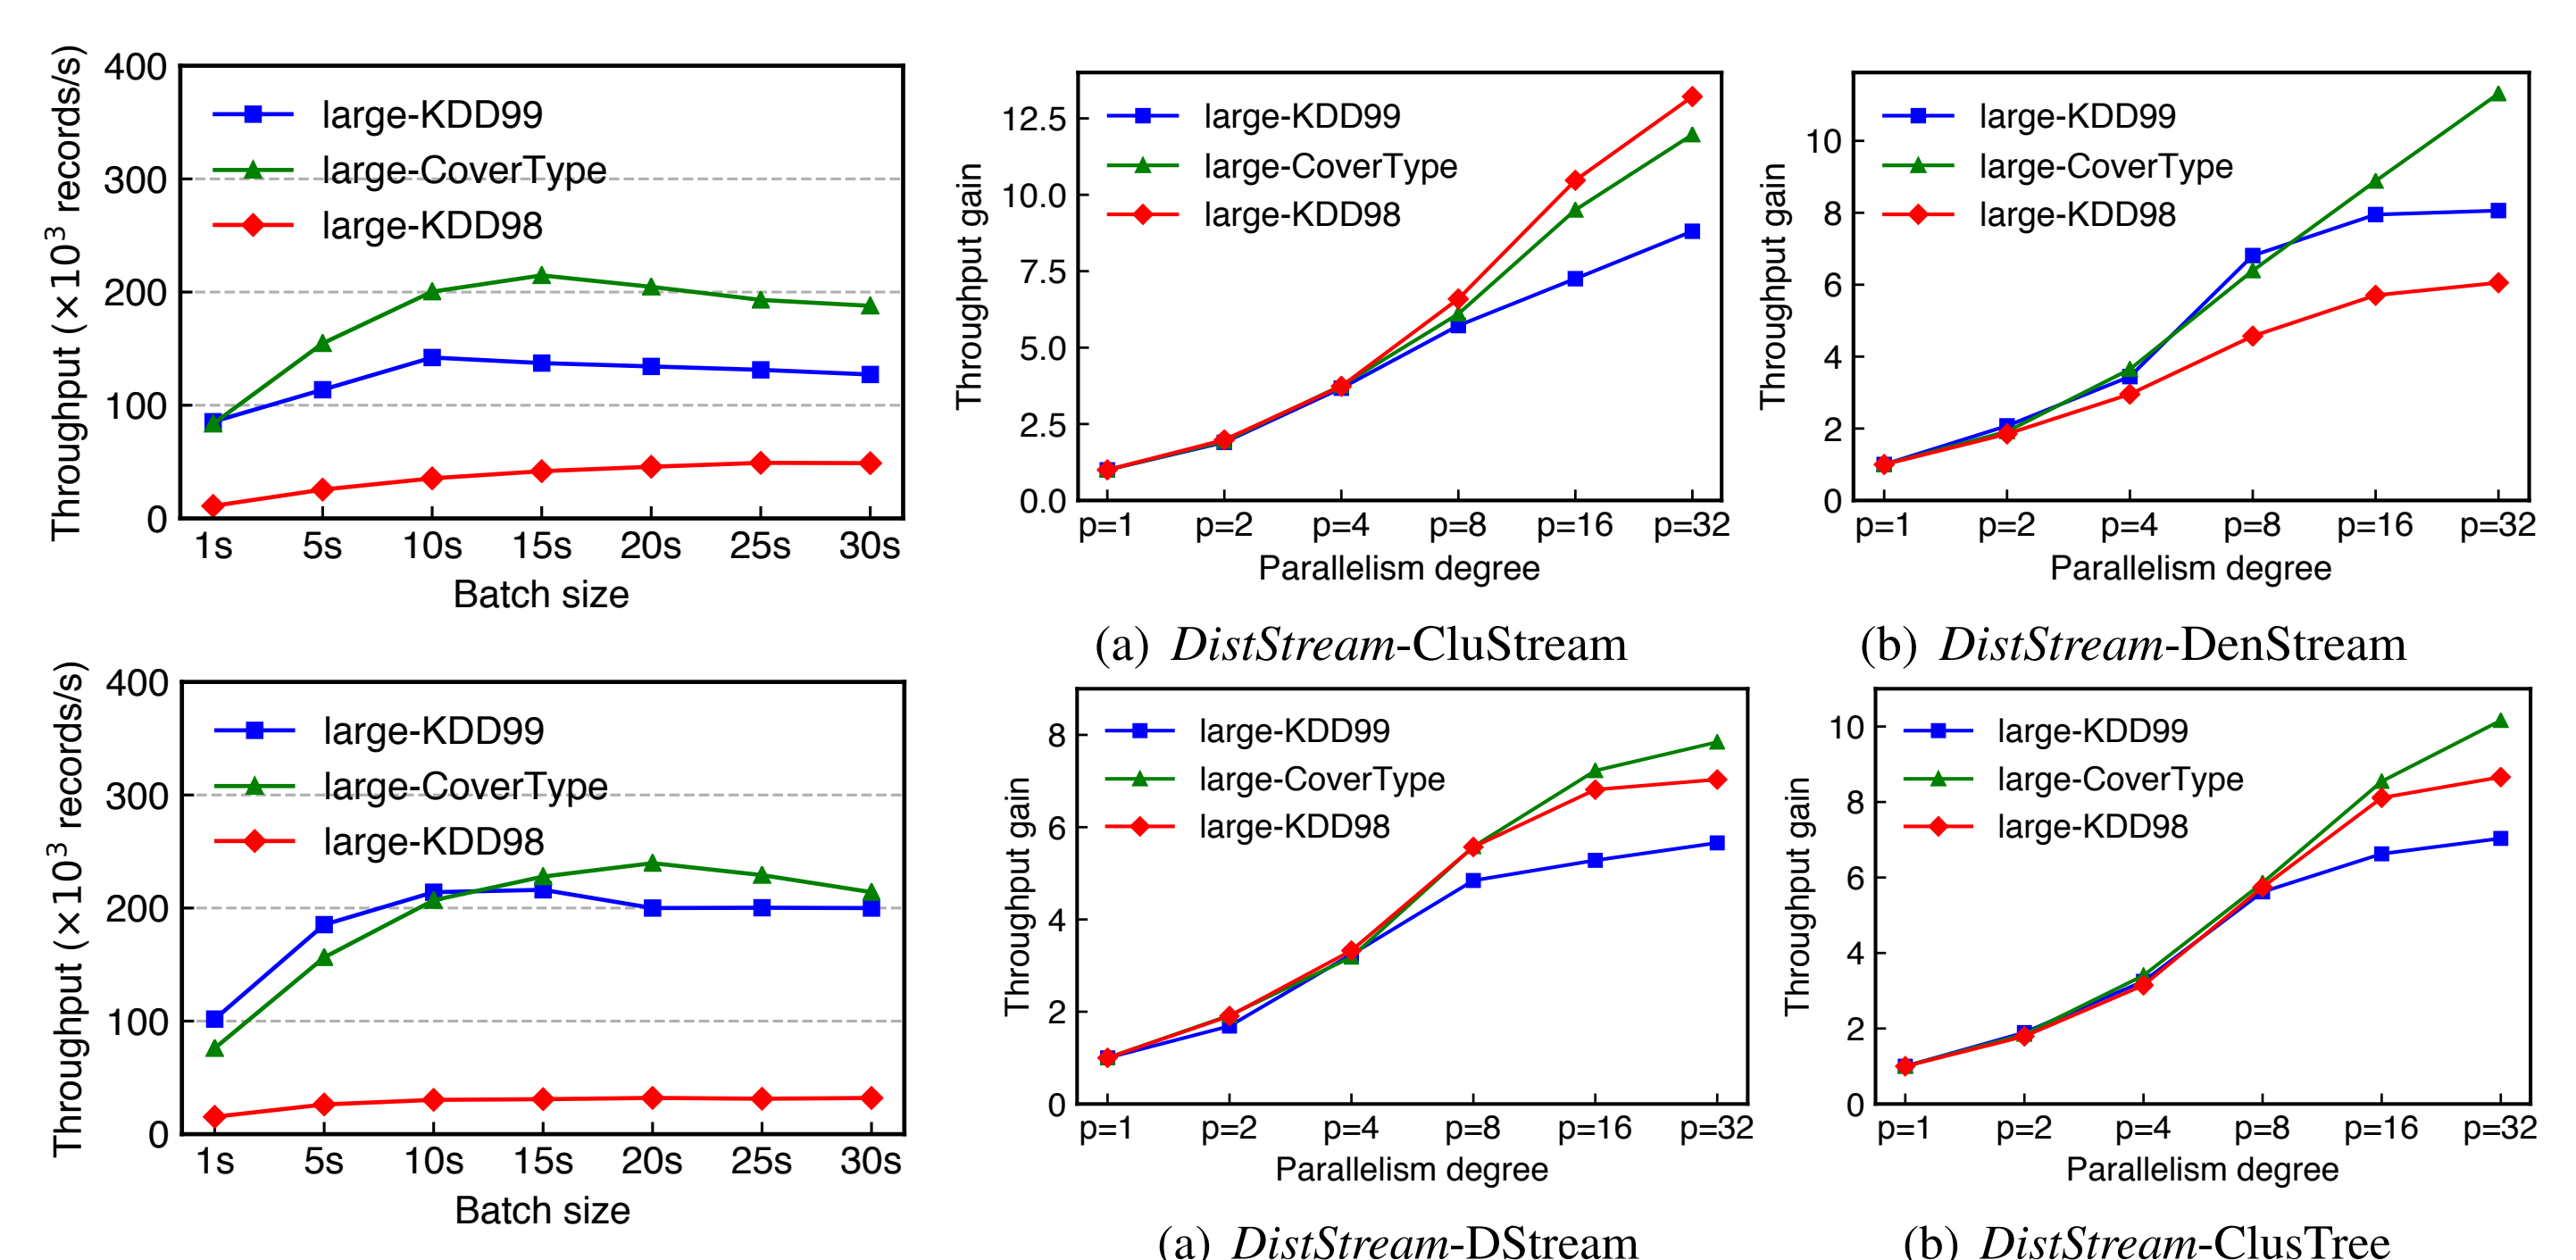 Throughput (×10³ records/s)
400
300
200
100
0
large-KDD99
large-CoverType
large-KDD98
1s 5s 10s 15s 20s 25s 30s
Batch size
Throughput gain
12.5
10.0
7.5
5.0
2.5
0.0
large-KDD99
large-CoverType
large-KDD98
p=1 p=2 p=4 p=8 p=16 p=32
Parallelism degree
(a) DistStream-CluStream
Throughput gain
10
8
6
4
2
0
large-KDD99
large-CoverType
large-KDD98
p=1 p=2 p=4 p=8 p=16 p=32
Parallelism degree
(b) DistStream-DenStream
Throughput (×10³ records/s)
400
300
200
100
0
large-KDD99
large-CoverType
large-KDD98
1s 5s 10s 15s 20s 25s 30s
Batch size
Throughput gain
8
6
4
2
0
large-KDD99
large-CoverType
large-KDD98
p=1 p=2 p=4 p=8 p=16 p=32
Parallelism degree
(a) DistStream-DStream
Throughput gain
10
8
6
4
2
0
large-KDD99
large-CoverType
large-KDD98
p=1 p=2 p=4 p=8 p=16 p=32
Parallelism degree
(b) DistStream-ClusTree